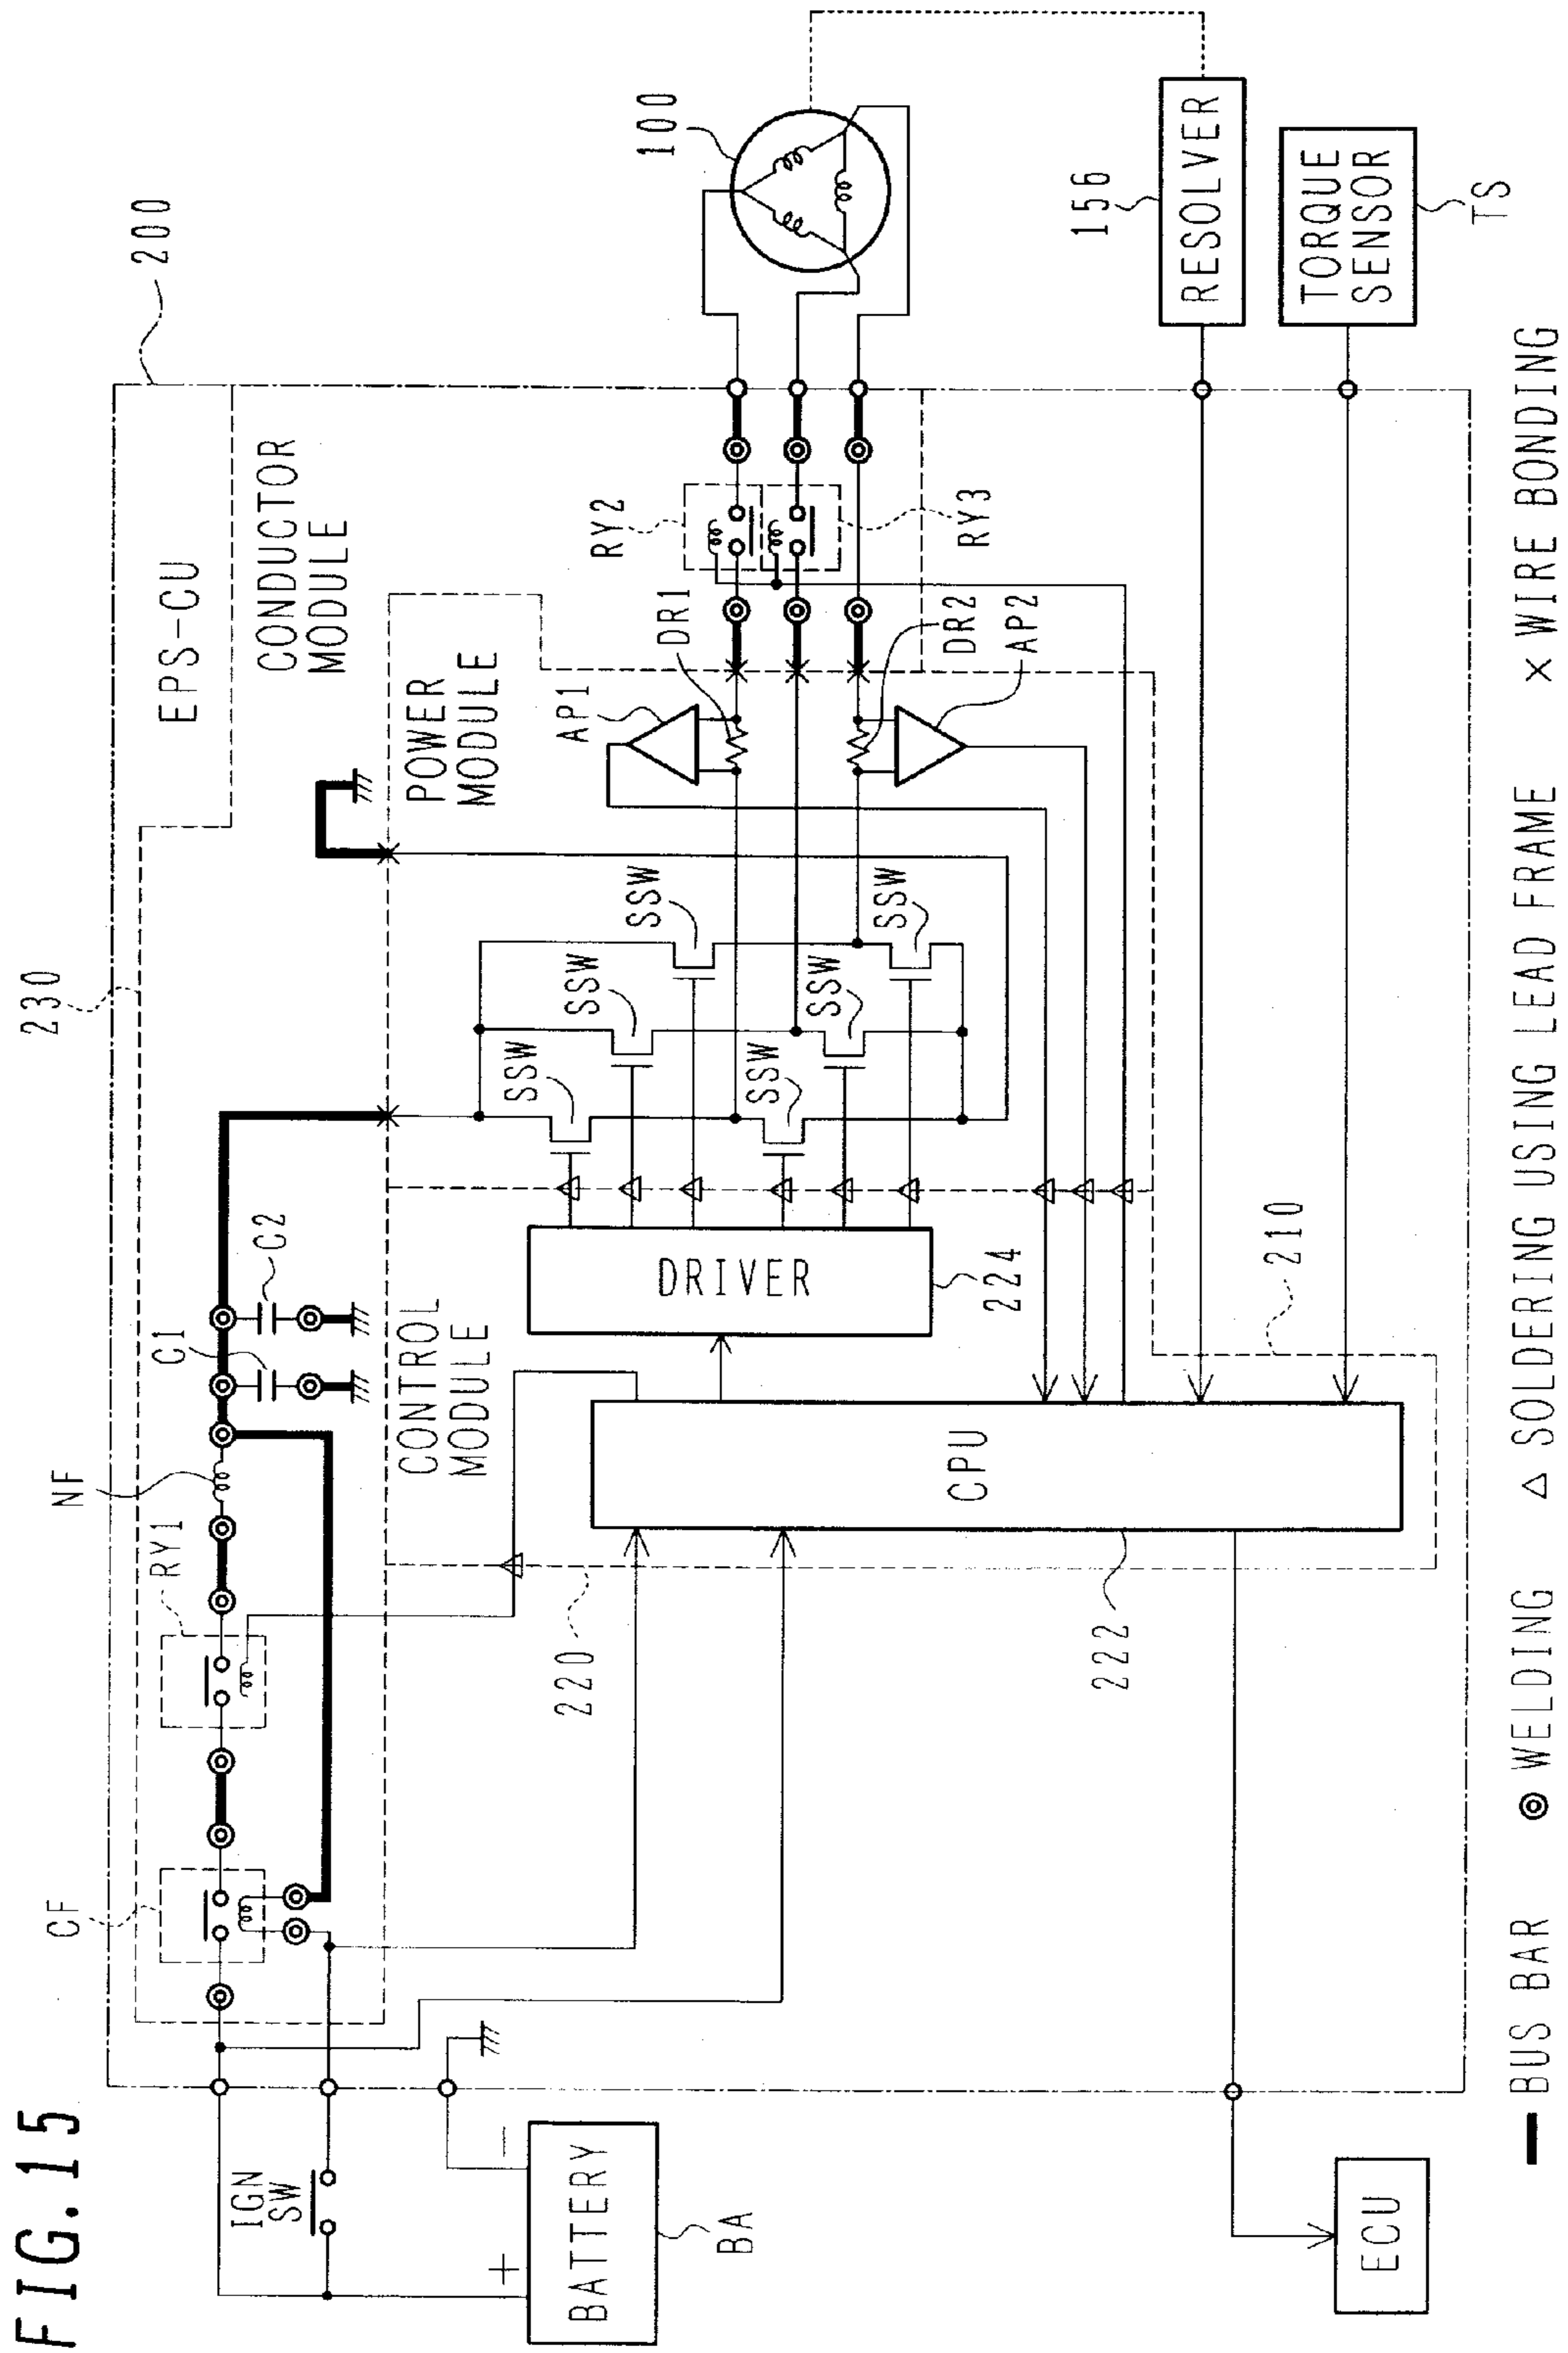 FIG.15
230
200
EPS-CU
CONDUCTOR
MODULE
CF
RY1
NF
C1
C2
POWER
MODULE
CONTROL
MODULE
IGN
SW
+
−
BATTERY
BA
220
DRIVER
224
CPU
222
210
SSW
SSW
SSW
SSW
SSW
SSW
AP1
DR1
DR2
AP2
RY2
RY3
100
156
RESOLVER
TORQUE
SENSOR
TS
ECU
BUS BAR
WELDING
SOLDERING USING LEAD FRAME
WIRE BONDING